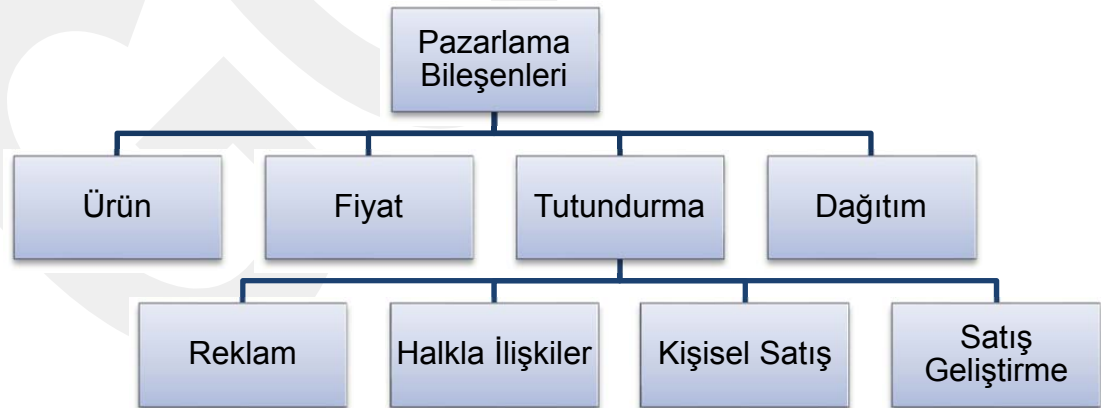 Pazarlama
Bileşenleri
Ürün
Fiyat
Tutundurma
Dağıtım
Reklam
Halkla İlişkiler
Kişisel Satış
Satış
Geliştirme